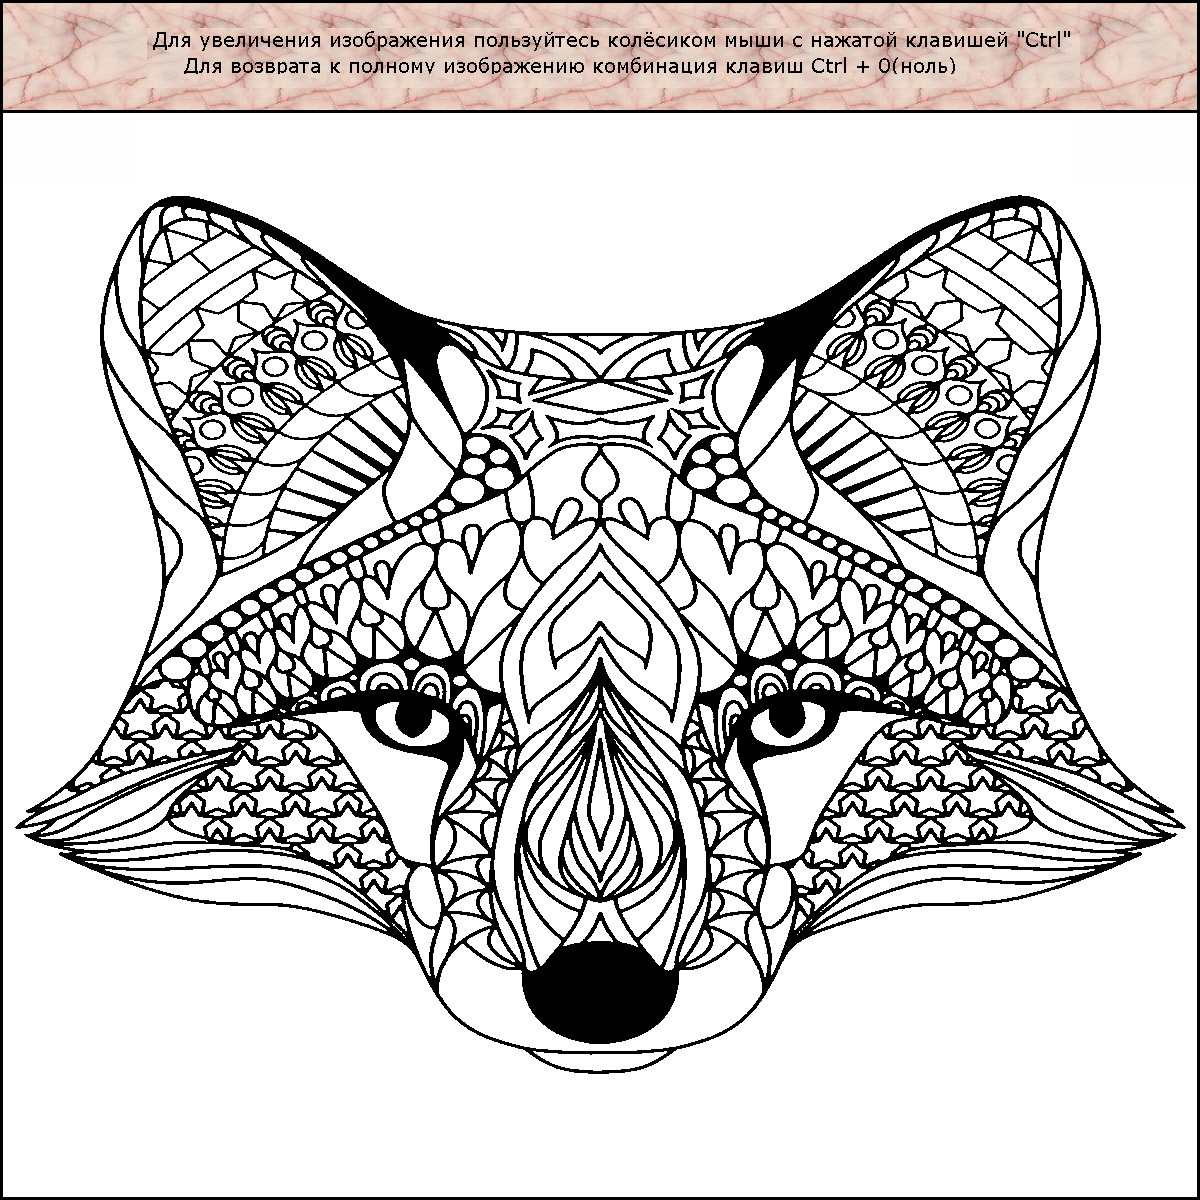 Для увеличения изображения пользуйтесь колёсиком мыши с нажатой клавишей "Ctrl"
Для возврата к полному изображению комбинация клавиш Ctrl + 0(ноль)